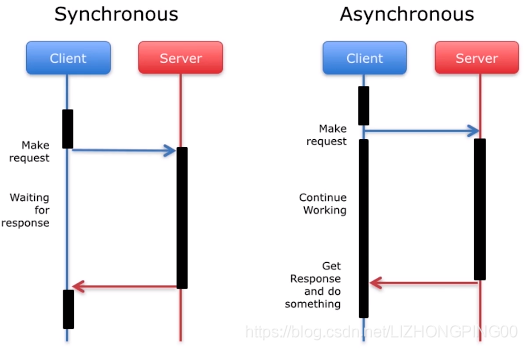 Synchronous
Client
Server
Make
request
Waiting
for
response
Asynchronous
Client
Server
Make
request
Continue
Working
Get
Response
and do
something
https://blog.csdn.net/LIZHONGPING00